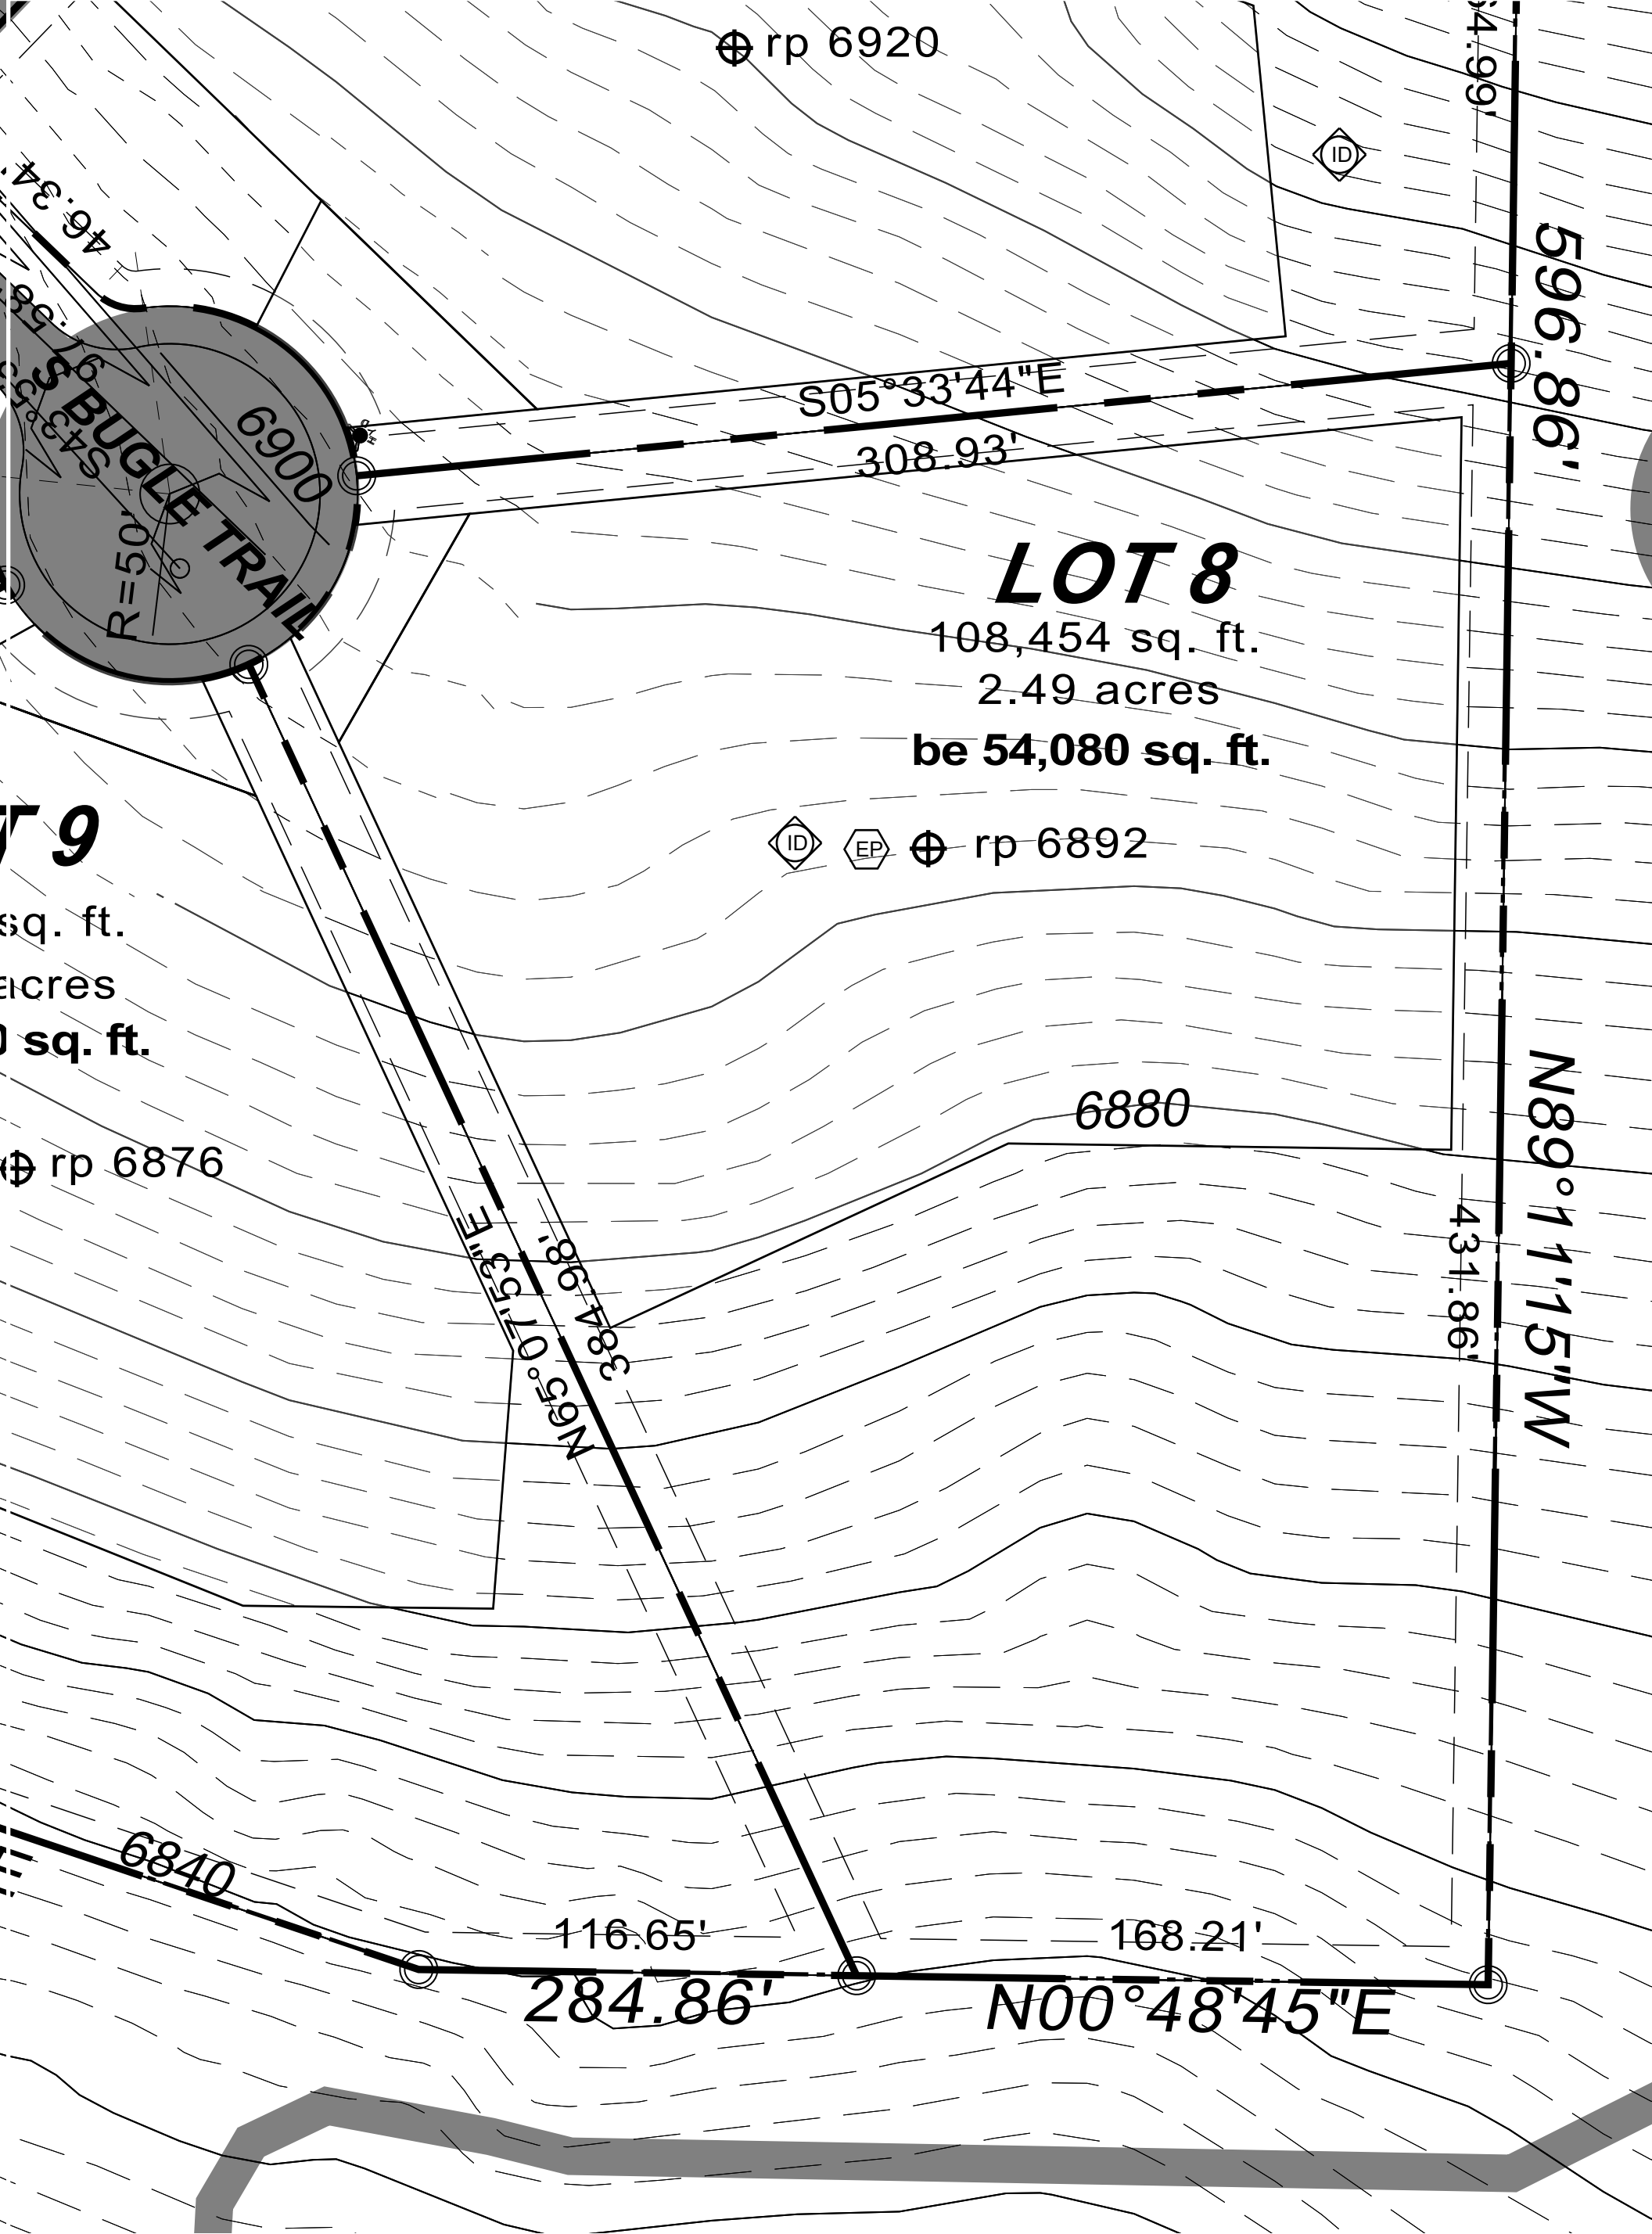 rp 6920
64.99'
ID
46.34'
596.86'
S05°33'44"E
308.93'
S BUGLE TRAIL
6900
R=50'
LOT 8
108,454 sq. ft.
2.49 acres
be 54,080 sq. ft.
ID
EP
rp 6892
T 9
sq. ft.
acres
sq. ft.
rp 6876
6880
N89°11'15"W
431.86'
384.98'
N65°07'53"E
6840
116.65'
168.21'
284.86'
N00°48'45"E